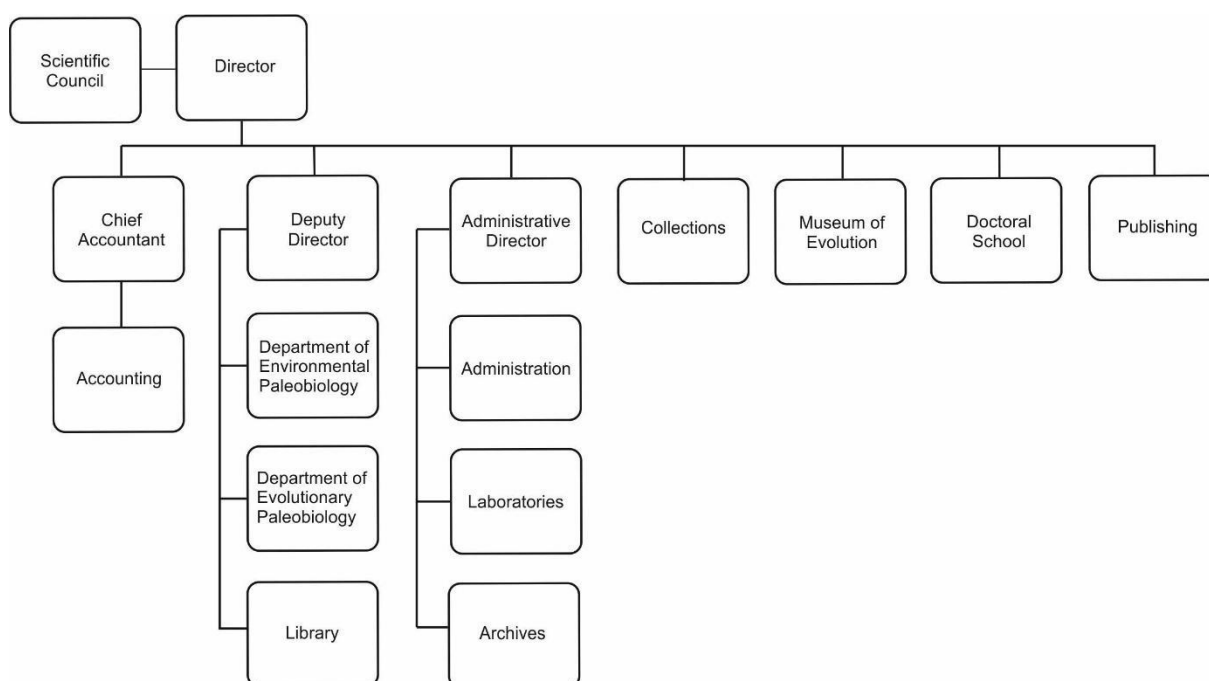 Scientific
Council
Director
Chief
Accountant
Deputy
Director
Administrative
Director
Collections
Museum of
Evolution
Doctoral
School
Publishing
Accounting
Department of
Environmental
Paleobiology
Administration
Department of
Evolutionary
Paleobiology
Laboratories
Library
Archives